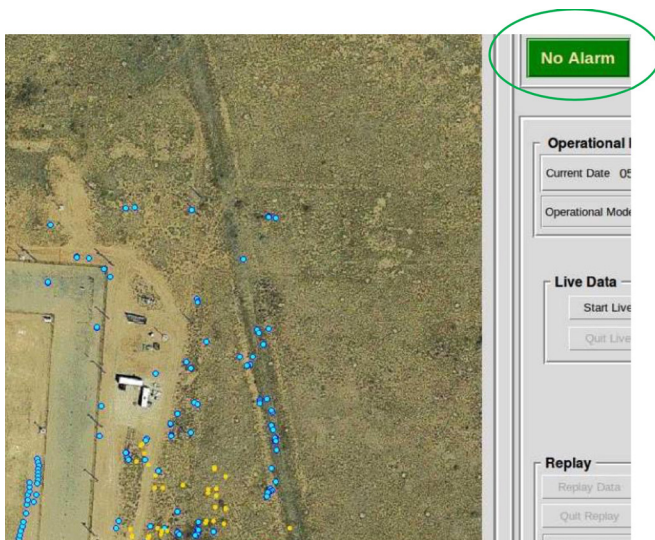 No Alarm
Operational
Current Date 05
Operational Mode
Live Data
Start Live
Quit Live
Replay
Replay Data
Quit Replay